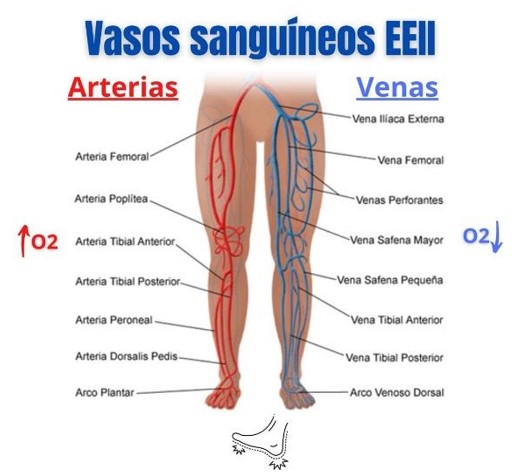 Vasos sanguíneos EEII
Arterias
Venas
Arteria Femoral
Arteria Poplítea
Arteria Tibial Anterior
Arteria Tibial Posterior
Arteria Peroneal
Arteria Dorsalis Pedis
Arco Plantar
↑O2
Vena Ilíaca Externa
Vena Femoral
Venas Perforantes
Vena Safena Mayor
Vena Safena Pequeña
Vena Tibial Anterior
Vena Tibial Posterior
Arco Venoso Dorsal
O2↓